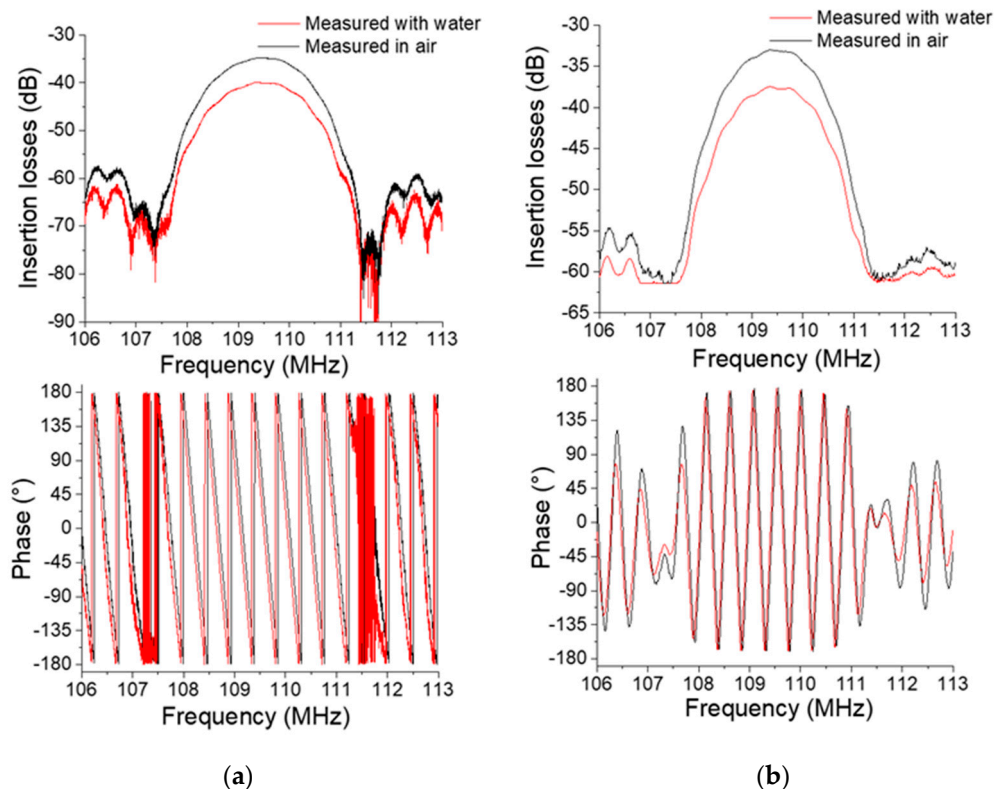 Measured with water
Measured in air
-30
-40
-50
-60
-70
-80
-90
Insertion losses (dB)
106 107 108 109 110 111 112 113
Frequency (MHz)
Measured with water
Measured in air
-30
-35
-40
-45
-50
-55
-60
-65
Insertion losses (dB)
106 107 108 109 110 111 112 113
Frequency (MHz)
180
135
90
45
0
-45
-90
-135
-180
Phase (°)
106 107 108 109 110 111 112 113
Frequency (MHz)
180
135
90
45
0
-45
-90
-135
-180
Phase (°)
106 107 108 109 110 111 112 113
Frequency (MHz)
(a)
(b)